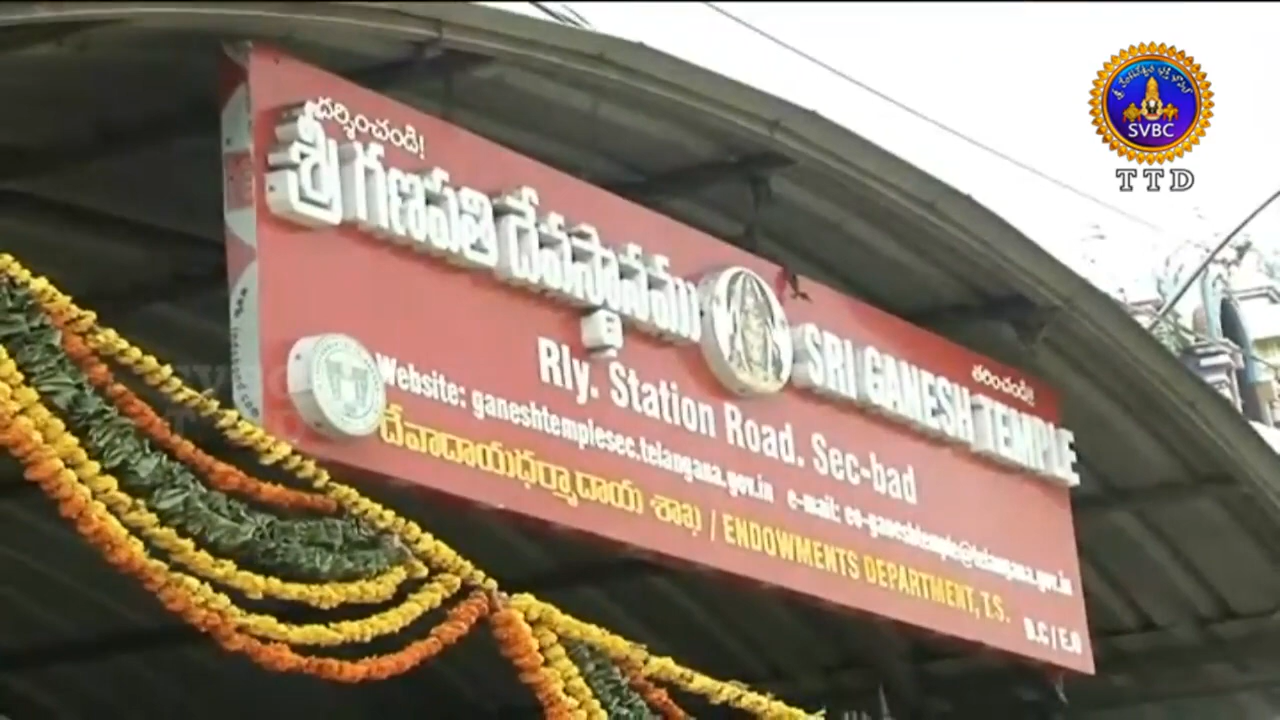 దర్శించండి!
శ్రీ గణపతి దేవస్థానము
SRI GANESH TEMPLE
తరించండి!!
Rly. Station Road. Sec-bad
Website: ganeshtemplesec.telangana.gov.in e-mail: eo-ganeshtemple@telangana.gov.in
దేవాదాయధర్మాదాయ శాఖ / ENDOWMENTS DEPARTMENT, T.S.
D.C / E.O
SVBC
TTD